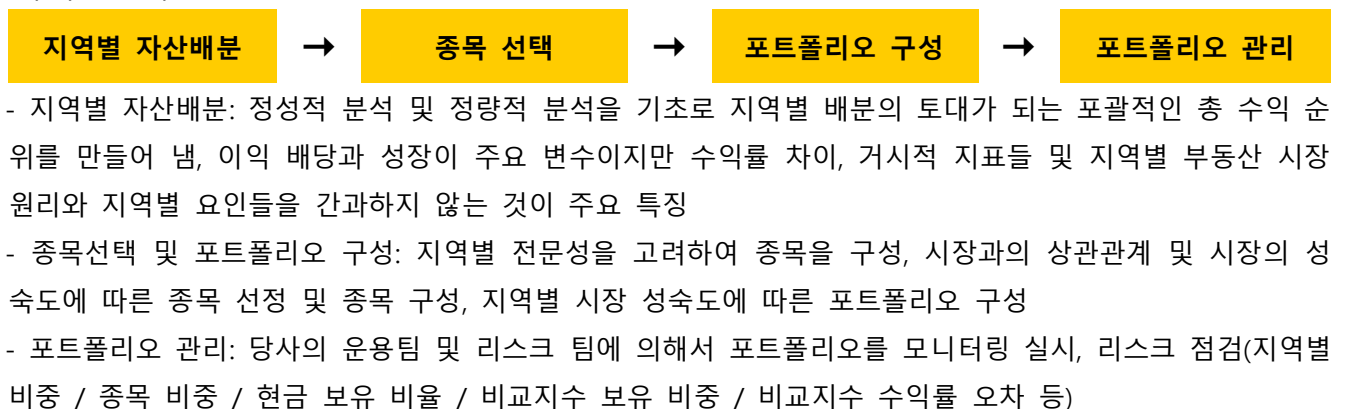 지역별 자산배분 → 종목 선택 → 포트폴리오 구성 → 포트폴리오 관리
- 지역별 자산배분: 정성적 분석 및 정량적 분석을 기초로 지역별 배분의 토대가 되는 포괄적인 총 수익 순
위를 만들어 냄, 이익 배당과 성장이 주요 변수이지만 수익률 차이, 거시적 지표들 및 지역별 부동산 시장
원리와 지역별 요인들을 간과하지 않는 것이 주요 특징
- 종목선택 및 포트폴리오 구성: 지역별 전문성을 고려하여 종목을 구성, 시장과의 상관관계 및 시장의 성
숙도에 따른 종목 선정 및 종목 구성, 지역별 시장 성숙도에 따른 포트폴리오 구성
- 포트폴리오 관리: 당사의 운용팀 및 리스크 팀에 의해서 포트폴리오를 모니터링 실시, 리스크 점검(지역별
비중 / 종목 비중 / 현금 보유 비율 / 비교지수 보유 비중 / 비교지수 수익률 오차 등)